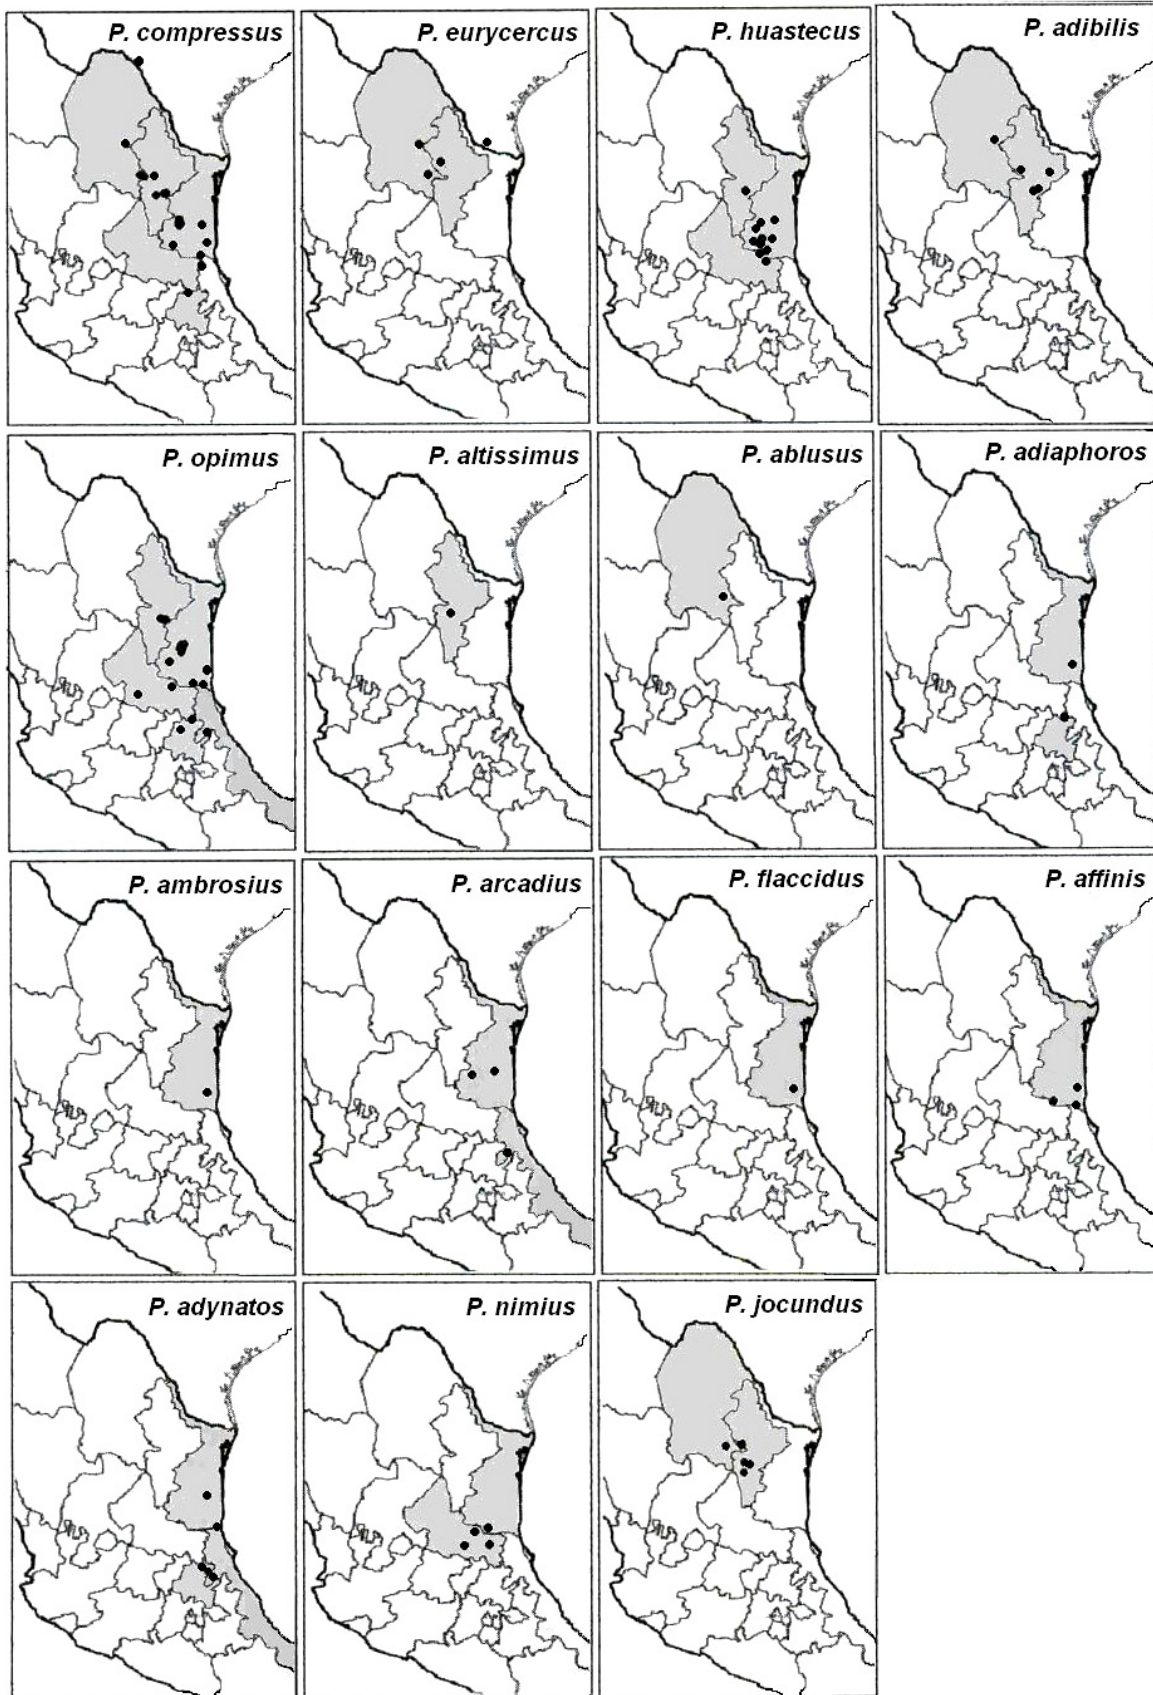 P. compressus
P. eurycercus
P. huastecus
P. adibilis
P. opimus
P. altissimus
P. ablusus
P. adiaphoros
P. ambrosius
P. arcadius
P. flaccidus
P. affinis
P. adynatos
P. nimius
P. jocundus